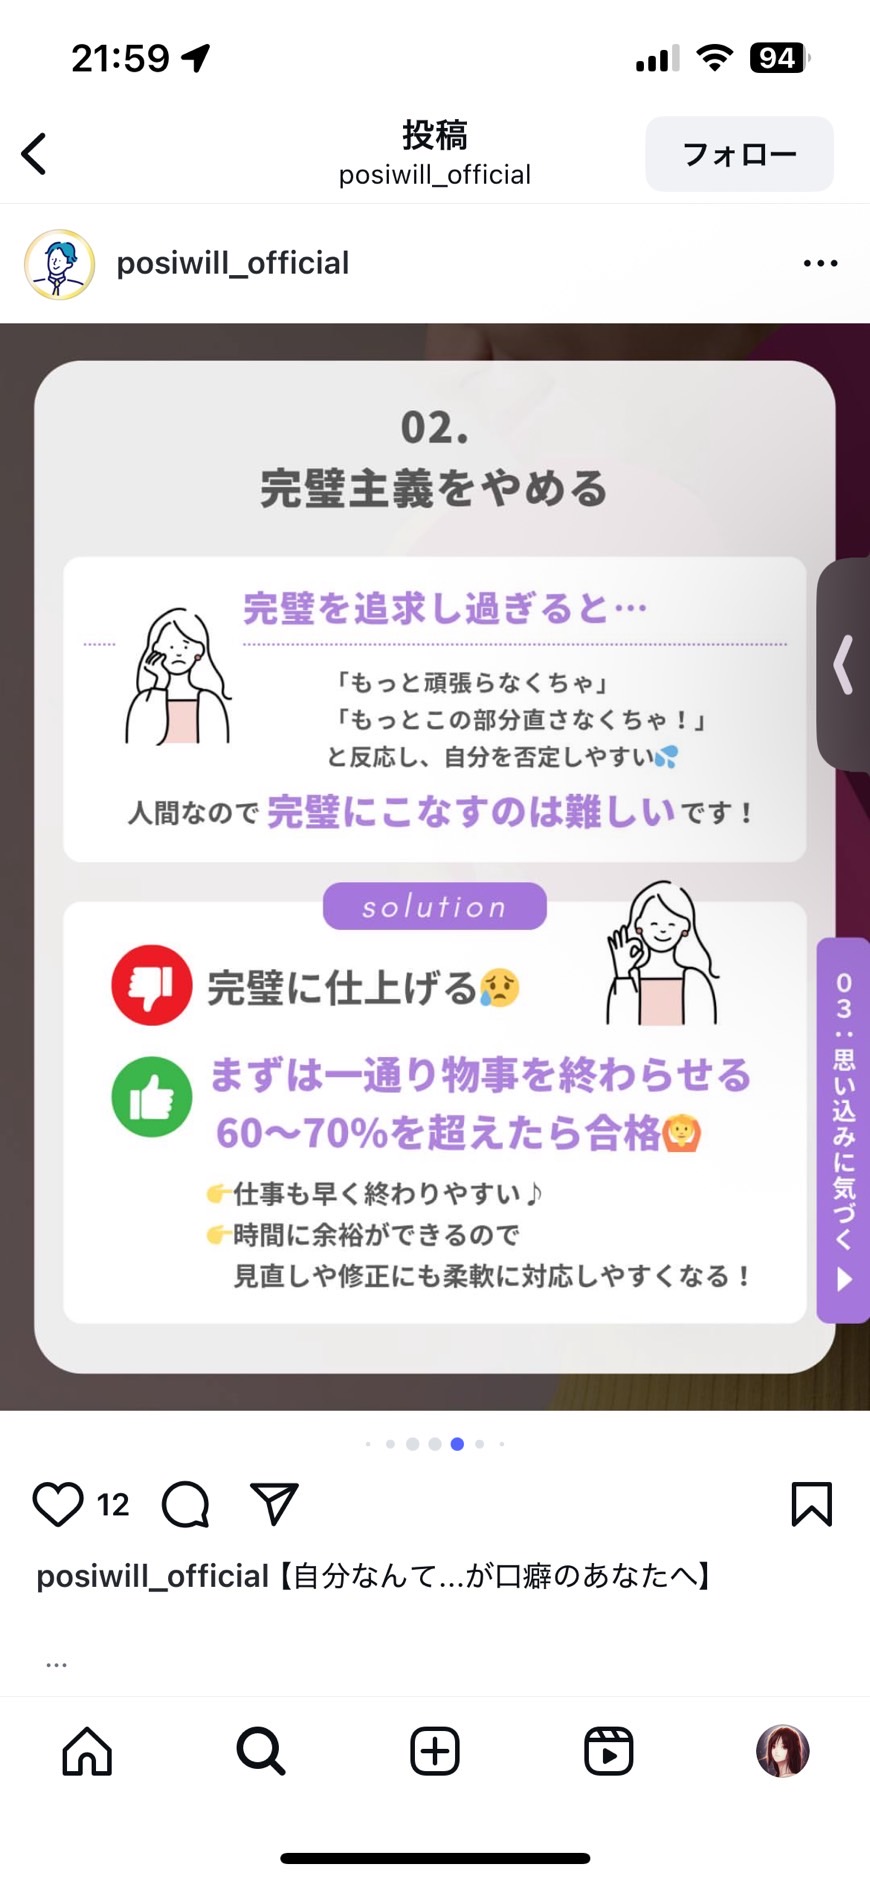 21:59
94
投稿
posiwill_official
フォロー
posiwill_official
02.
完璧主義をやめる
完璧を追求し過ぎると…
「もっと頑張らなくちゃ」
「もっとこの部分直さなくちゃ！」
と反応し、自分を否定しやすい💦
人間なので完璧にこなすのは難しいです！
solution
完璧に仕上げる😥
まずは一通り物事を終わらせる
60〜70%を超えたら合格🙆
👉仕事も早く終わりやすい♪
👉時間に余裕ができるので
見直しや修正にも柔軟に対応しやすくなる！
03：思い込みに気づく▶
12
posiwill_official【自分なんて...が口癖のあなたへ】
...